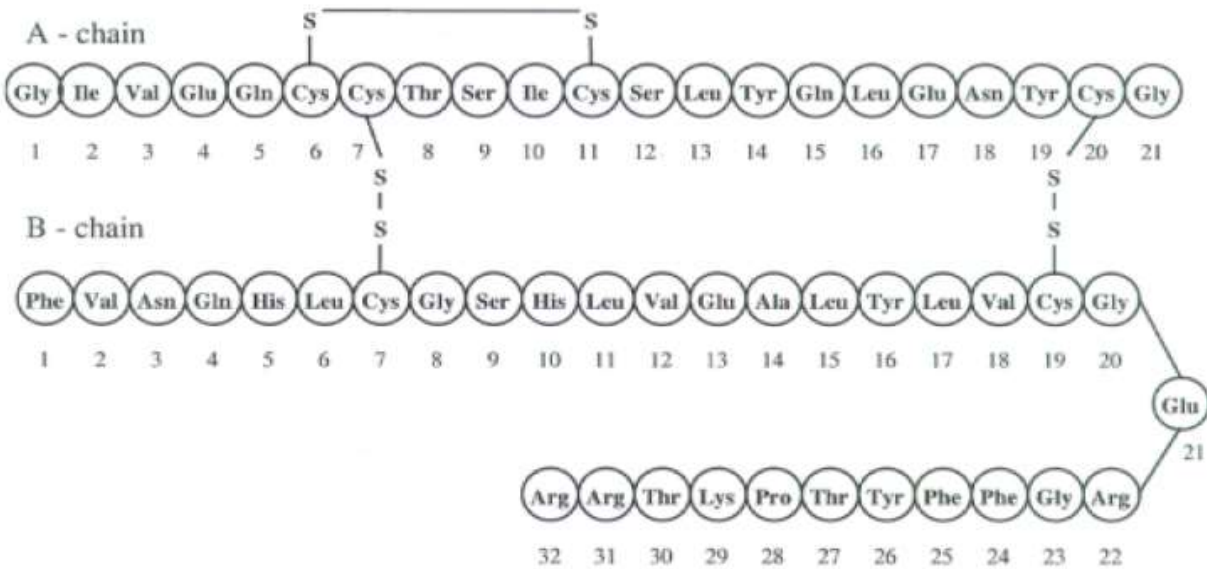 S S
A - chain
Gly Ile Val Glu Gln Cys Cys Thr Ser Ile Cys Ser Leu Tyr Gln Leu Glu Asn Tyr Cys Gly
1 2 3 4 5 6 7 8 9 10 11 12 13 14 15 16 17 18 19 20 21
S S
S S
B - chain
Phe Val Asn Gln His Leu Cys Gly Ser His Leu Val Glu Ala Leu Tyr Leu Val Cys Gly
1 2 3 4 5 6 7 8 9 10 11 12 13 14 15 16 17 18 19 20
Glu
21
Arg Arg Thr Lys Pro Thr Tyr Phe Phe Gly Arg
32 31 30 29 28 27 26 25 24 23 22